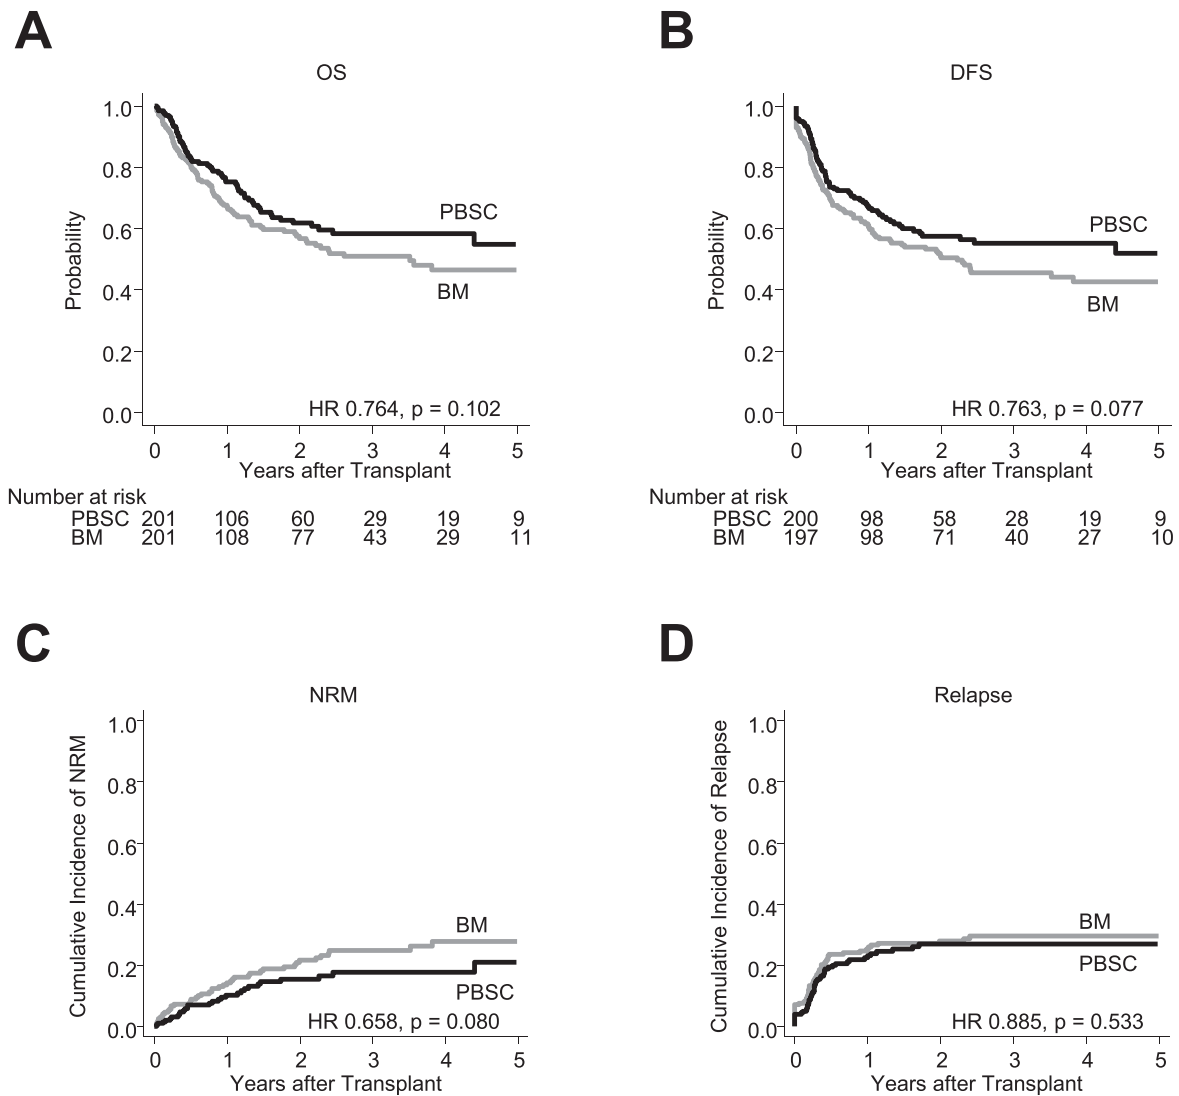 A
OS
Probability
1.0
0.8
0.6
0.4
0.2
0.0
PBSC
BM
HR 0.764, p = 0.102
0 1 2 3 4 5
Years after Transplant
Number at risk
PBSC 201 106 60 29 19 9
BM 201 108 77 43 29 11
B
DFS
Probability
1.0
0.8
0.6
0.4
0.2
0.0
PBSC
BM
HR 0.763, p = 0.077
0 1 2 3 4 5
Years after Transplant
Number at risk
PBSC 200 98 58 28 19 9
BM 197 98 71 40 27 10
C
NRM
Cumulative Incidence of NRM
1.0
0.8
0.6
0.4
0.2
0.0
BM
PBSC
HR 0.658, p = 0.080
0 1 2 3 4 5
Years after Transplant
D
Relapse
Cumulative Incidence of Relapse
1.0
0.8
0.6
0.4
0.2
0.0
BM
PBSC
HR 0.885, p = 0.533
0 1 2 3 4 5
Years after Transplant